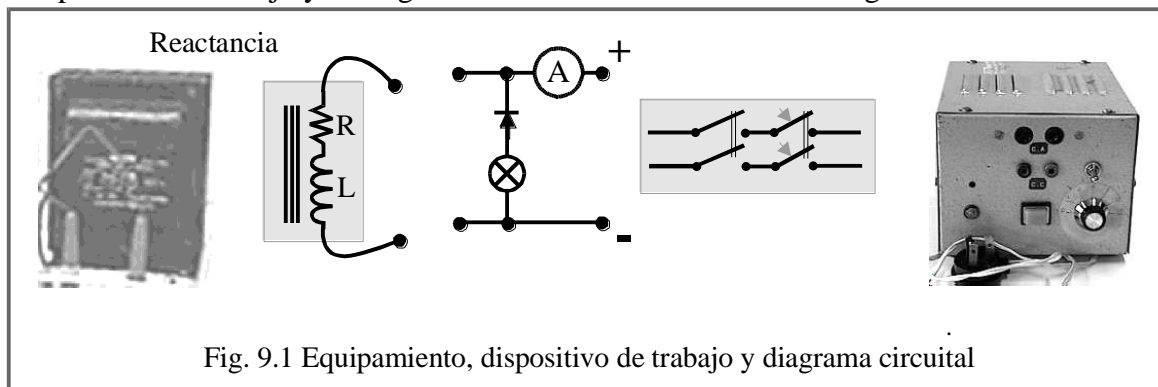 Reactancia
R
L
A
+
-
C.A
C.C
Fig. 9.1 Equipamiento, dispositivo de trabajo y diagrama circuital